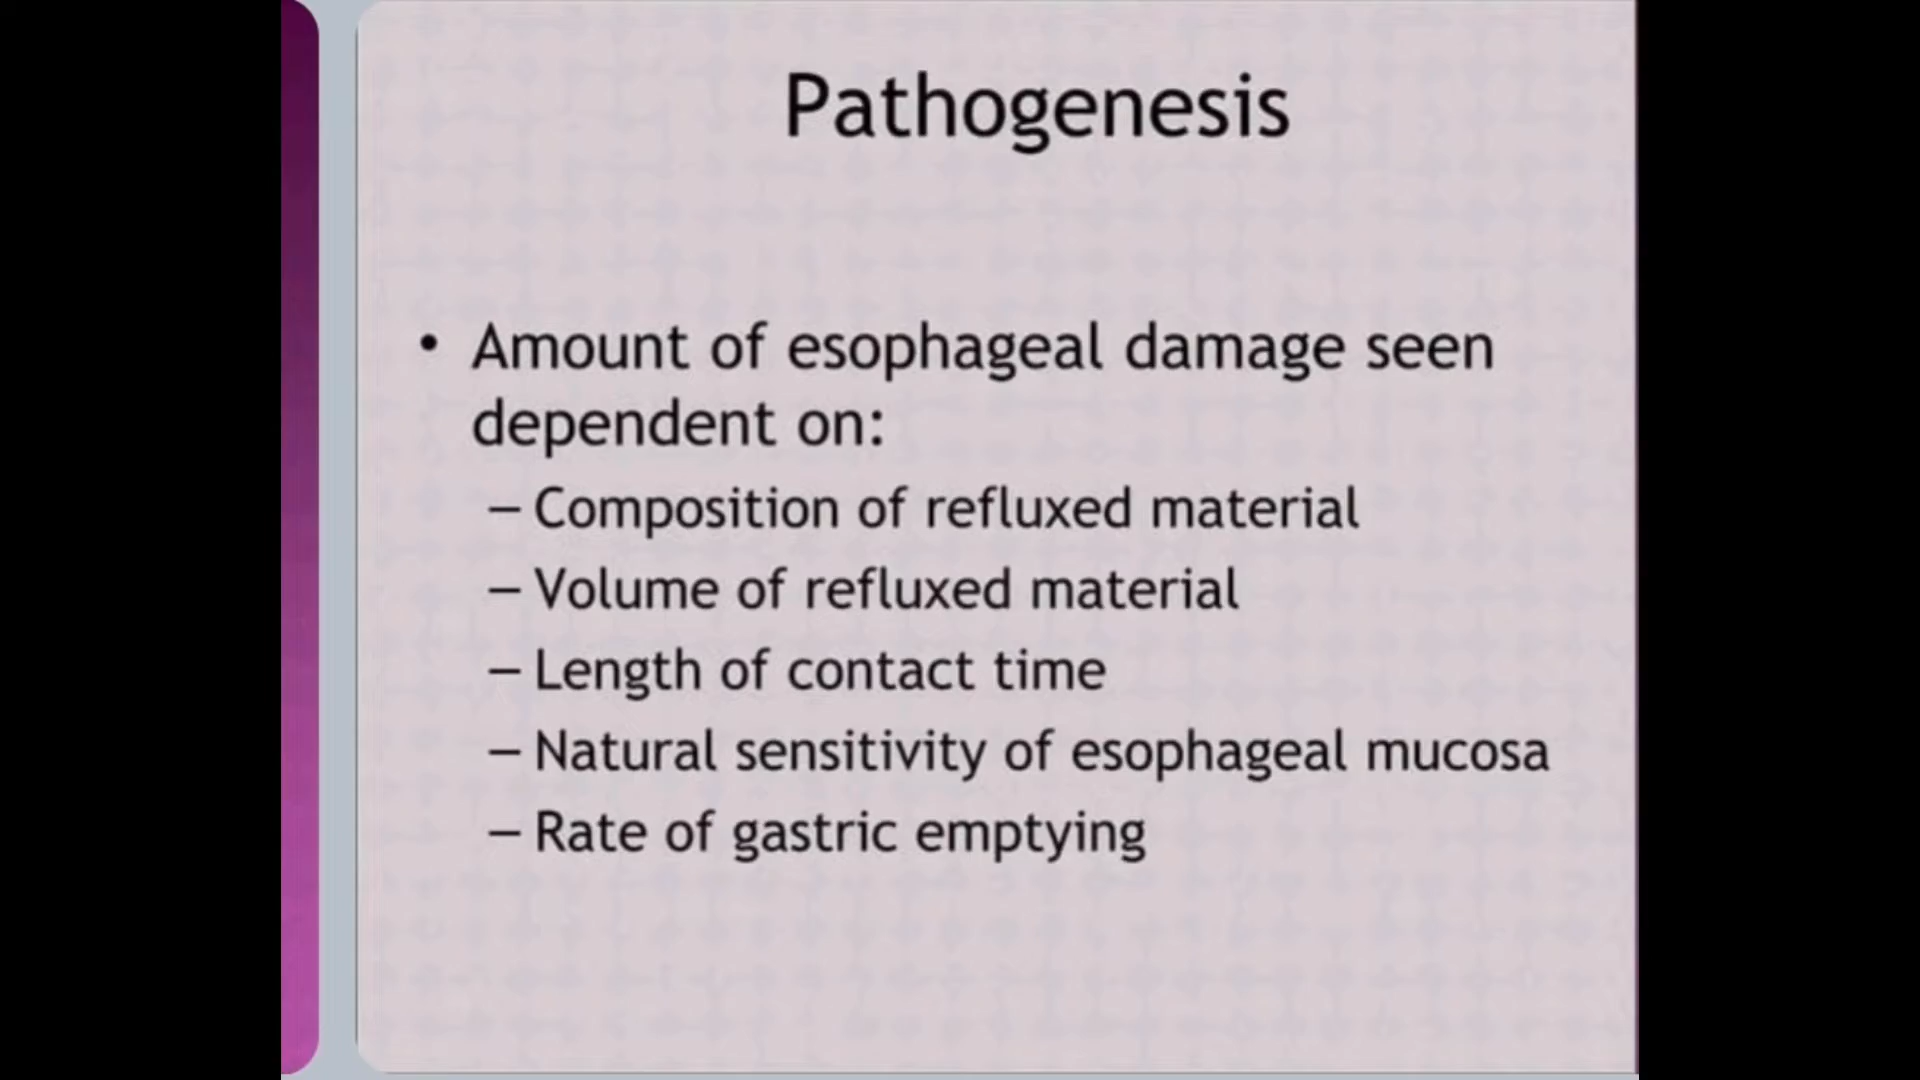 Pathogenesis
• Amount of esophageal damage seen
dependent on:
– Composition of refluxed material
– Volume of refluxed material
– Length of contact time
– Natural sensitivity of esophageal mucosa
– Rate of gastric emptying